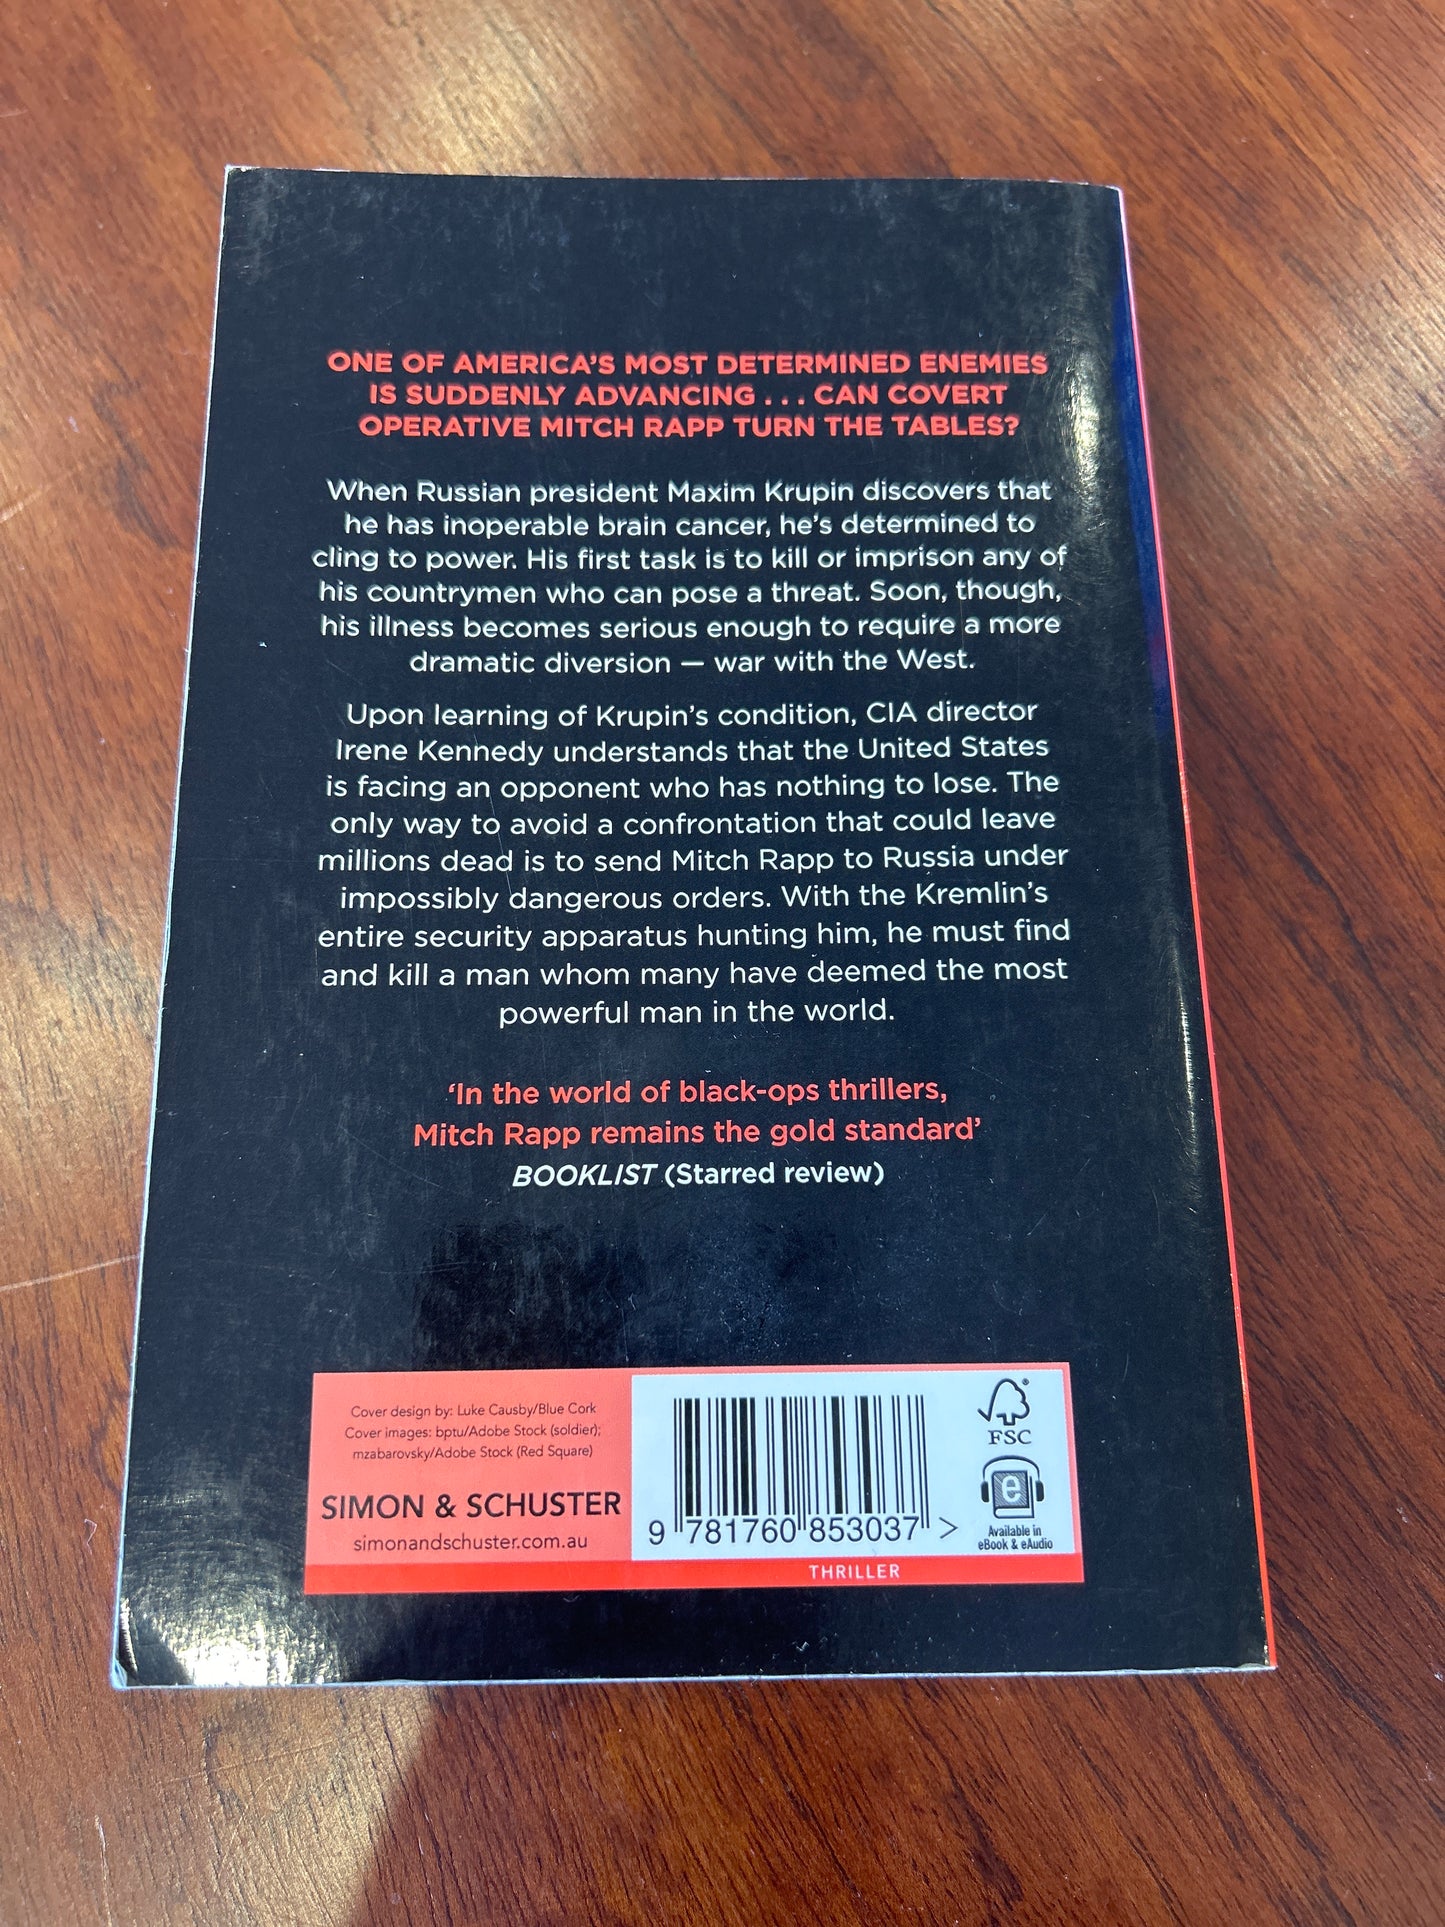 ONE OF AMERICA'S MOST DETERMINED ENEMIES
IS SUDDENLY ADVANCING . . . CAN COVERT
OPERATIVE MITCH RAPP TURN THE TABLES?
When Russian president Maxim Krupin discovers that
he has inoperable brain cancer, he's determined to
cling to power. His first task is to kill or imprison any of
his countrymen who can pose a threat. Soon, though,
his illness becomes serious enough to require a more
dramatic diversion — war with the West.
Upon learning of Krupin's condition, CIA director
Irene Kennedy understands that the United States
is facing an opponent who has nothing to lose. The
only way to avoid a confrontation that could leave
millions dead is to send Mitch Rapp to Russia under
impossibly dangerous orders. With the Kremlin's
entire security apparatus hunting him, he must find
and kill a man whom many have deemed the most
powerful man in the world.
'In the world of black-ops thrillers,
Mitch Rapp remains the gold standard'
BOOKLIST (Starred review)
Cover design by: Luke Causby/Blue Cork
Cover images: bptu/Adobe Stock (soldier);
mzabarovsky/Adobe Stock (Red Square)
SIMON & SCHUSTER
simonandschuster.com.au
9 781760 853037 >
®
FSC
e
Available in
eBook & eAudio
THRILLER